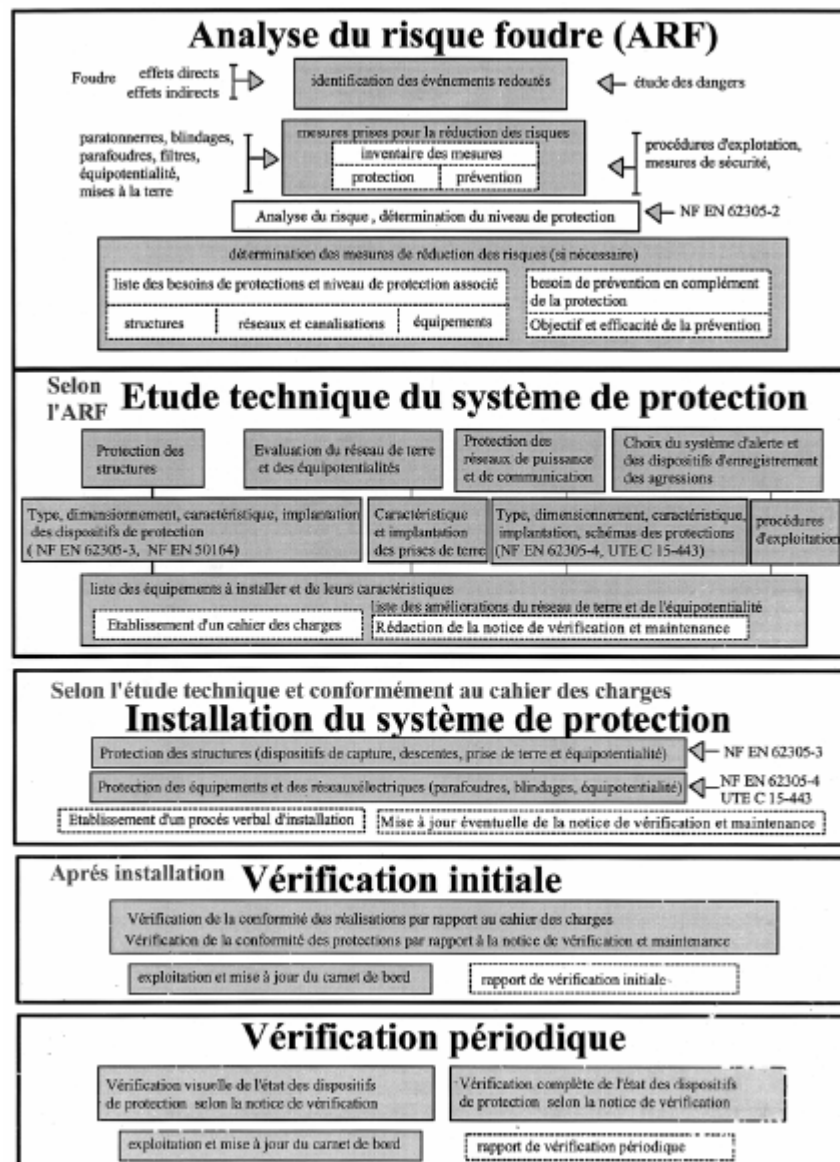 Analyse du risque foudre (ARF)
Foudre
effets directs
effets indirects
identification des événements redoutés
étude des dangers
paratonnerres, blindages,
parafoudres, filtres,
équipotentialité,
mises à la terre
mesures prises pour la réduction des risques
inventaire des mesures
protection
prévention
procédures d'explotation,
mesures de sécurité,
Analyse du risque , détermination du niveau de protection
NF EN 62305-2
détermination des mesures de réduction des risques (si nécessaire)
liste des besoins de protections et niveau de protection associé
structures
réseaux et canalisations
équipements
besoin de prévention en complément
de la protection
Objectif et efficacité de la prévention
Selon
l'ARF
Etude technique du système de protection
Protection des
structures
Evaluation du réseau de terre
et des équipotentialités
Protection des
réseaux de puissance
et de communication
Choix du système d'alerte et
des dispositifs d'enregistrement
des agressions
Type, dimensionnement, caractéristique, implantation
des dispositifs de protection
( NF EN 62305-3, NF EN 50164)
Caractéristique
et implantation
des prises de terre
Type, dimensionnement, caractéristique,
implantation, schémas des protections
(NF EN 62305-4, UTE C 15-443)
procédures
d'exploitation
liste des équipements à installer et de leurs caractéristiques
liste des améliorations du réseau de terre et de l'équipotentialité
Etablissement d'un cahier des charges
Rédaction de la notice de vérification et maintenance
Selon l'étude technique et conformément au cahier des charges
Installation du système de protection
Protection des structures (dispositifs de capture, descentes, prise de terre et équipotentialité)
NF EN 62305-3
Protection des équipements et des réseauxélectriques (parafoudres, blindages, équipotentialité)
NF EN 62305-4
UTE C 15-443
Etablissement d'un procés verbal d'installation
Mise à jour éventuelle de la notice de vérification et maintenance
Aprés installation
Vérification initiale
Vérification de la conformité des réalisations par rapport au cahier des charges
Vérification de la conformité des protections par rapport à la notice de vérification et maintenance
exploitation et mise à jour du carnet de bord
rapport de vérification initiale
Vérification périodique
Vérification visuelle de l'état des dispositifs
de protection selon la notice de vérification
Vérification complète de l'état des dispositifs
de protection selon la notice de vérification
exploitation et mise à jour du carnet de bord
rapport de vérification périodique